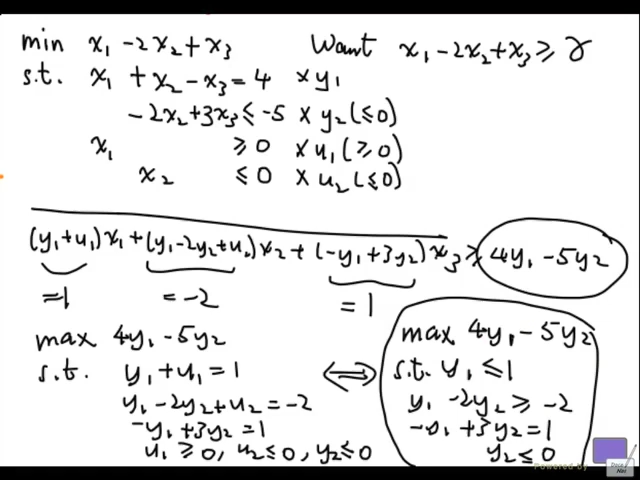 min x₁ - 2x₂ + x₃ Want x₁ - 2x₂ + x₃ ≥ γ
s.t. x₁ + x₂ - x₃ = 4 × y₁
-2x₂ + 3x₃ ≤ -5 × y₂ (≤0)
x₁ ≥ 0 × u₁ (≥0)
x₂ ≤ 0 × u₂ (≤0)
(y₁+u₁)x₁ + (y₁-2y₂+u₂)x₂ + (-y₁+3y₂)x₃ ≥ 4y₁ - 5y₂
=1 =-2 =1
max 4y₁ - 5y₂
s.t. y₁ + u₁ = 1
y₁ - 2y₂ + u₂ = -2
-y₁ + 3y₂ = 1
u₁ ≥ 0, u₂ ≤ 0, y₂ ≤ 0
⟺
max 4y₁ - 5y₂
s.t. y₁ ≤ 1
y₁ - 2y₂ ≥ -2
-y₁ + 3y₂ = 1
y₂ ≤ 0
Powered by